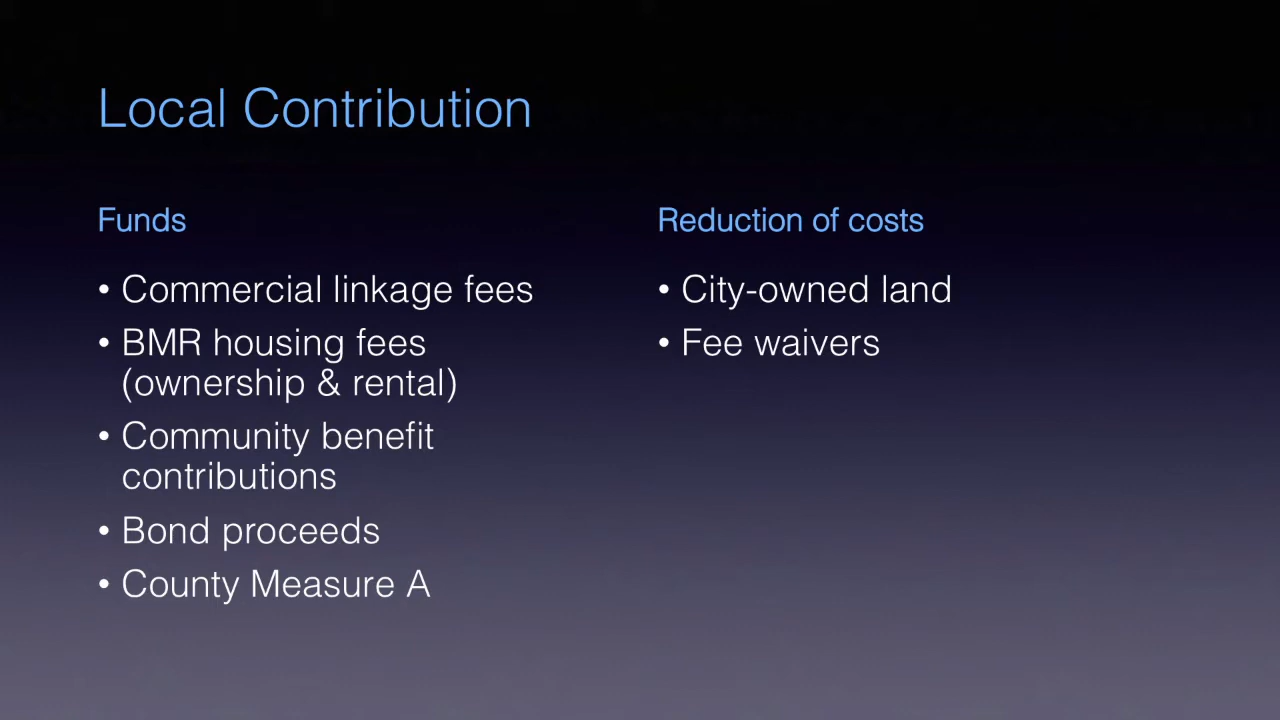 Local Contribution
Funds
• Commercial linkage fees
• BMR housing fees
(ownership & rental)
• Community benefit
contributions
• Bond proceeds
• County Measure A
Reduction of costs
• City-owned land
• Fee waivers